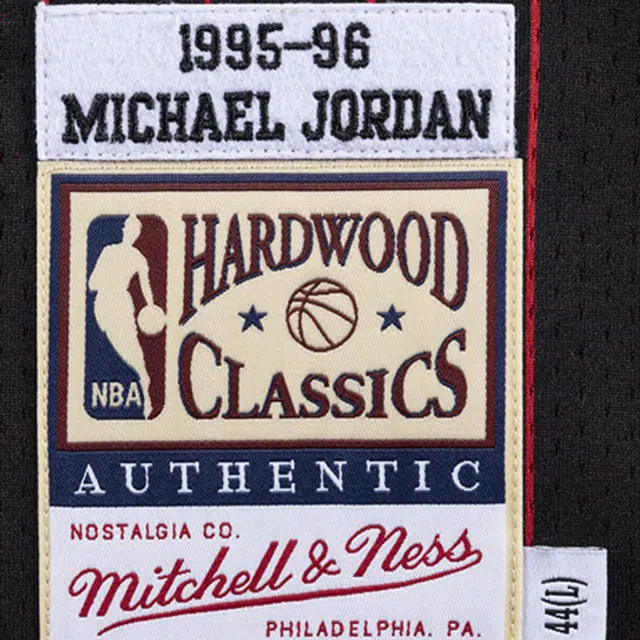 1995-96
MICHAEL JORDAN
HARDWOOD
CLASSICS
NBA
AUTHENTIC
NOSTALGIA CO.
Mitchell & Ness
PHILADELPHIA, PA.
44(L)